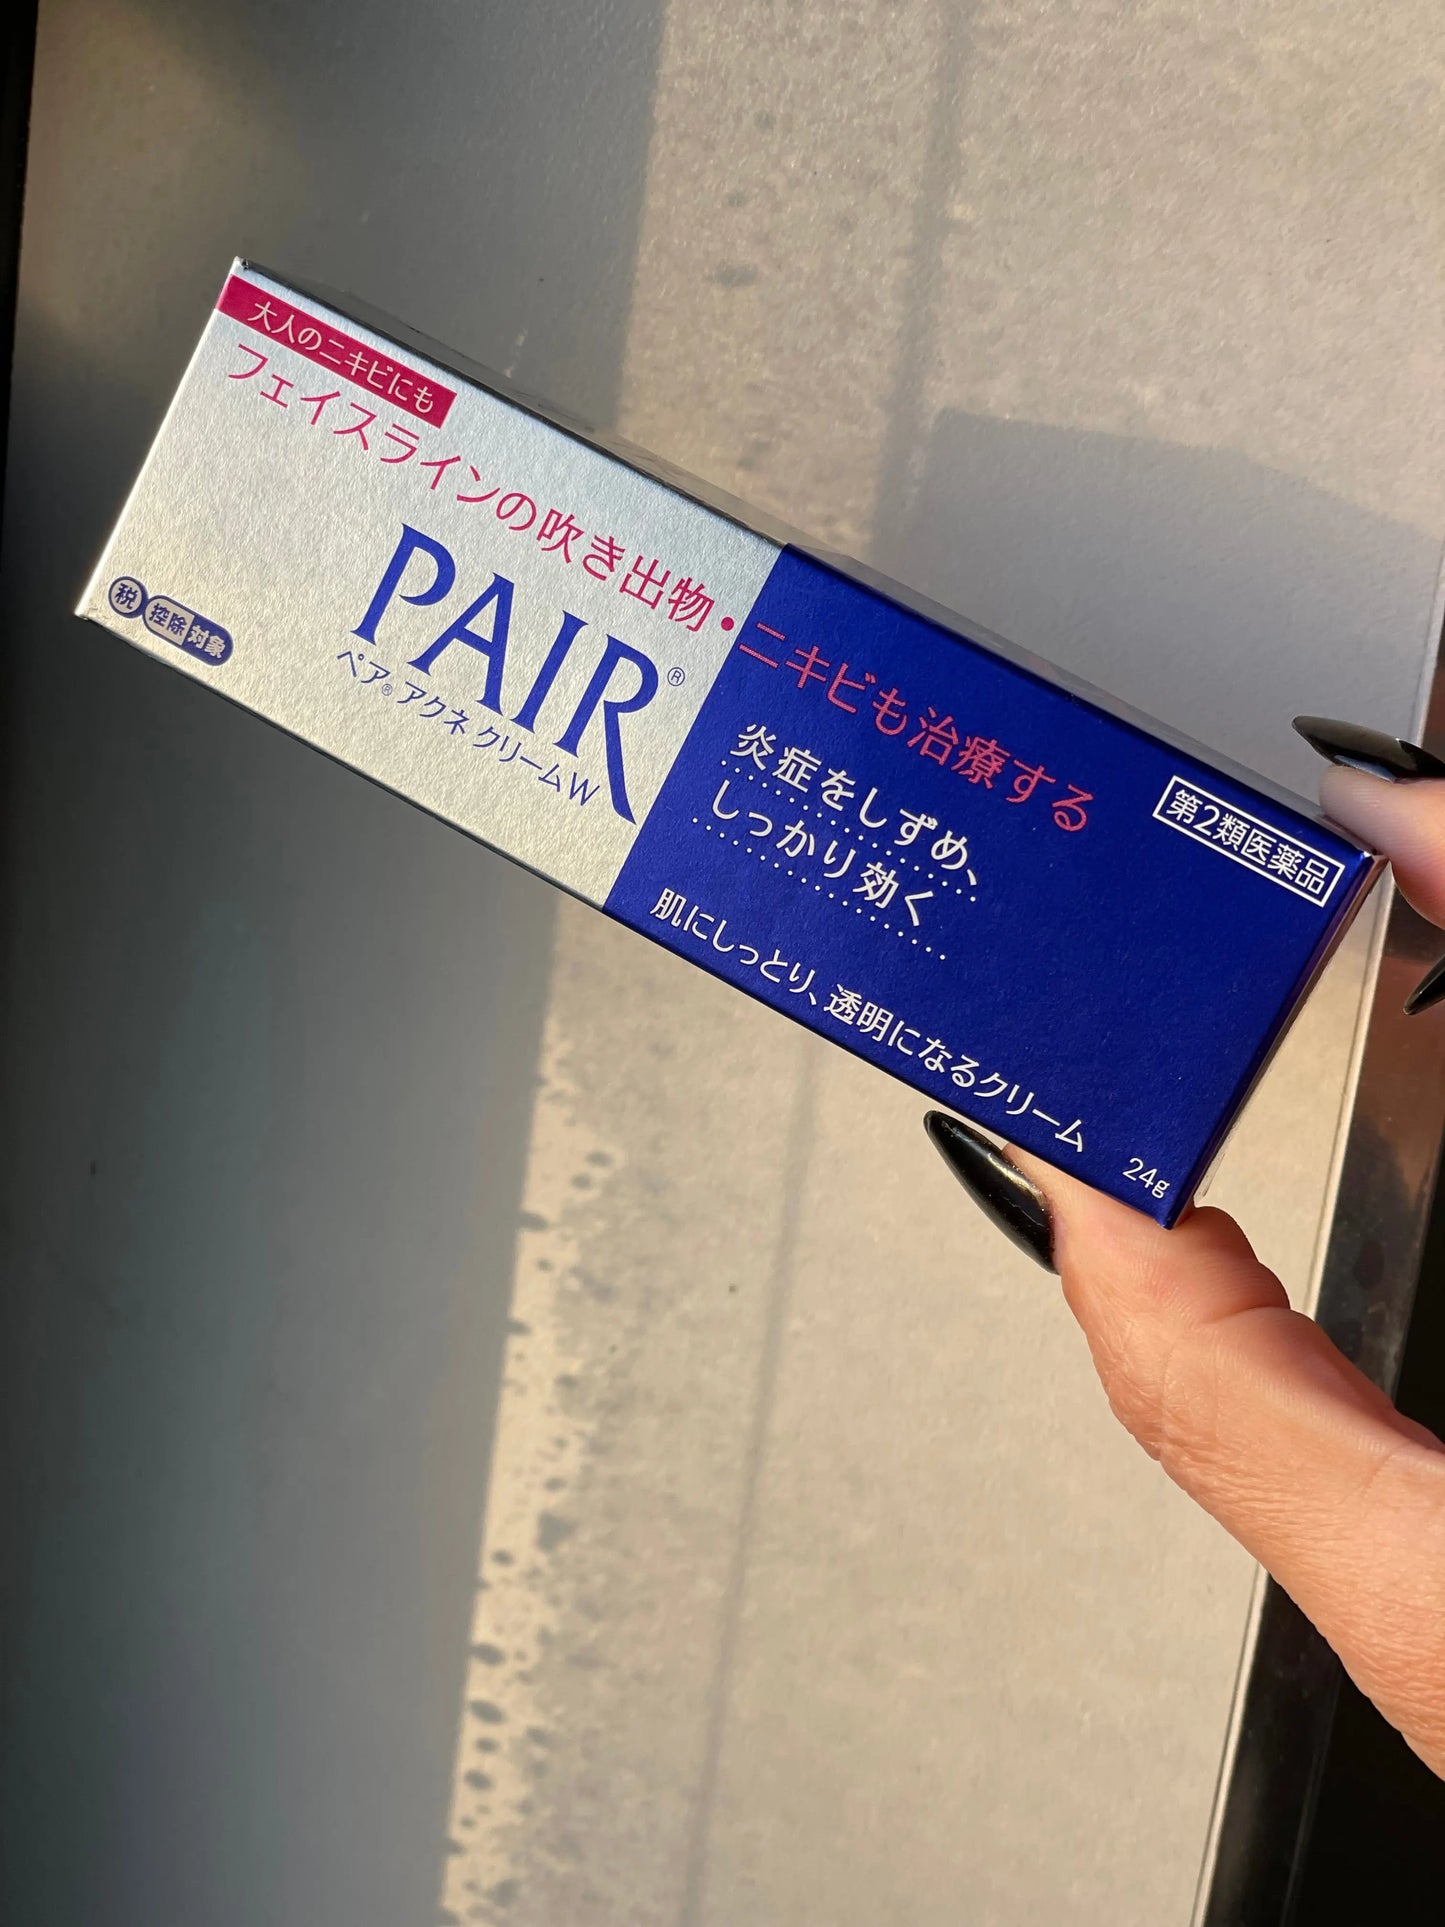 大人のニキビにも
フェイスラインの吹き出物・ニキビも治療する
PAIR®
ペア®アクネクリームW
税 控除 対象
炎症をしずめ、
しっかり効く
第2類医薬品
肌にしっとり、透明になるクリーム
24g